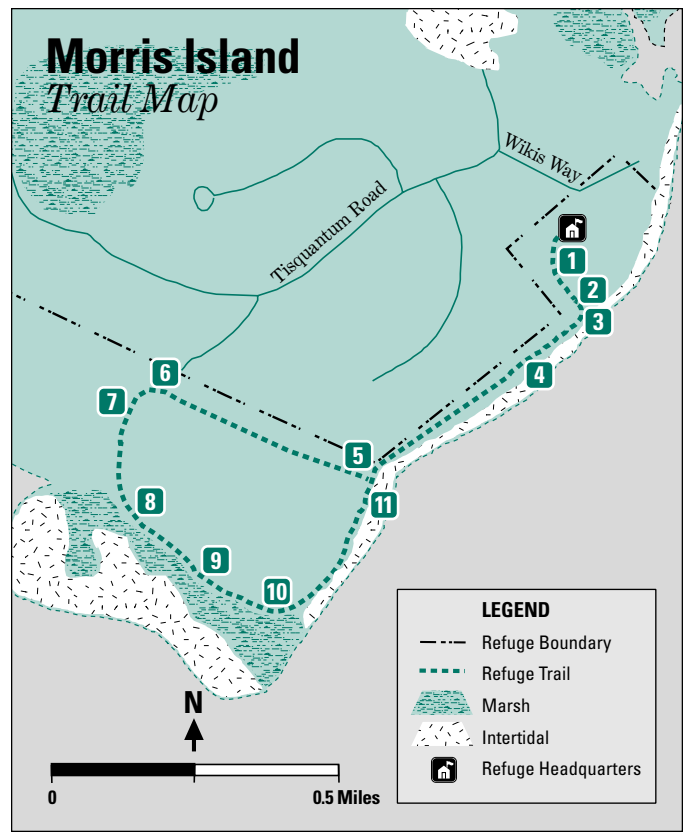 Morris Island
Trail Map
Wikis Way
Tisquantum Road
1
2
3
4
5
6
7
8
9
10
11
N
0
0.5 Miles
LEGEND
Refuge Boundary
Refuge Trail
Marsh
Intertidal
Refuge Headquarters